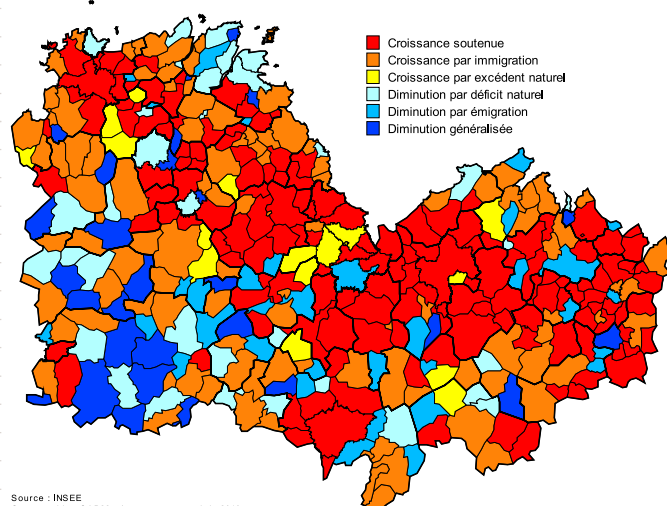 Croissance soutenue
Croissance par immigration
Croissance par excédent naturel
Diminution par déficit naturel
Diminution par émigration
Diminution généralisée
Source : INSEE